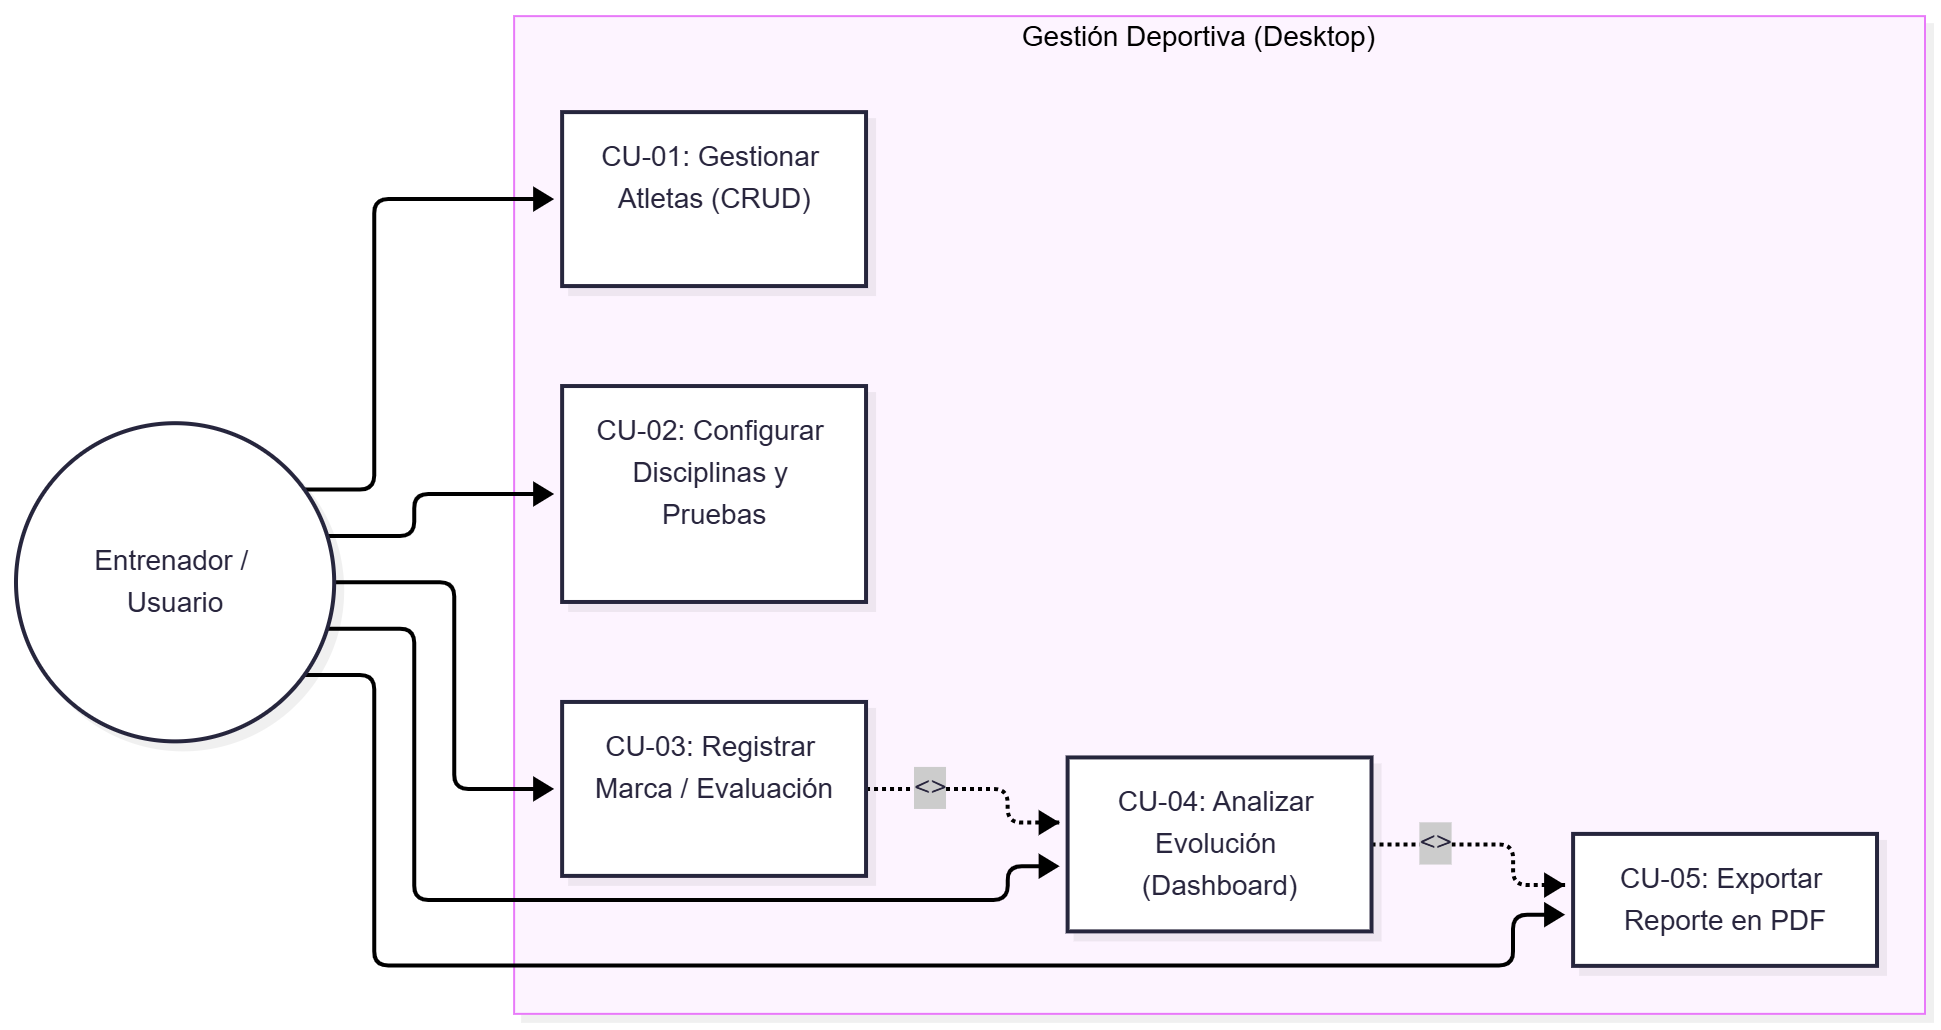 Gestión Deportiva (Desktop)
CU-01: Gestionar
Atletas (CRUD)
CU-02: Configurar
Disciplinas y
Pruebas
Entrenador /
Usuario
CU-03: Registrar
Marca / Evaluación
<>
CU-04: Analizar
Evolución
(Dashboard)
<>
CU-05: Exportar
Reporte en PDF